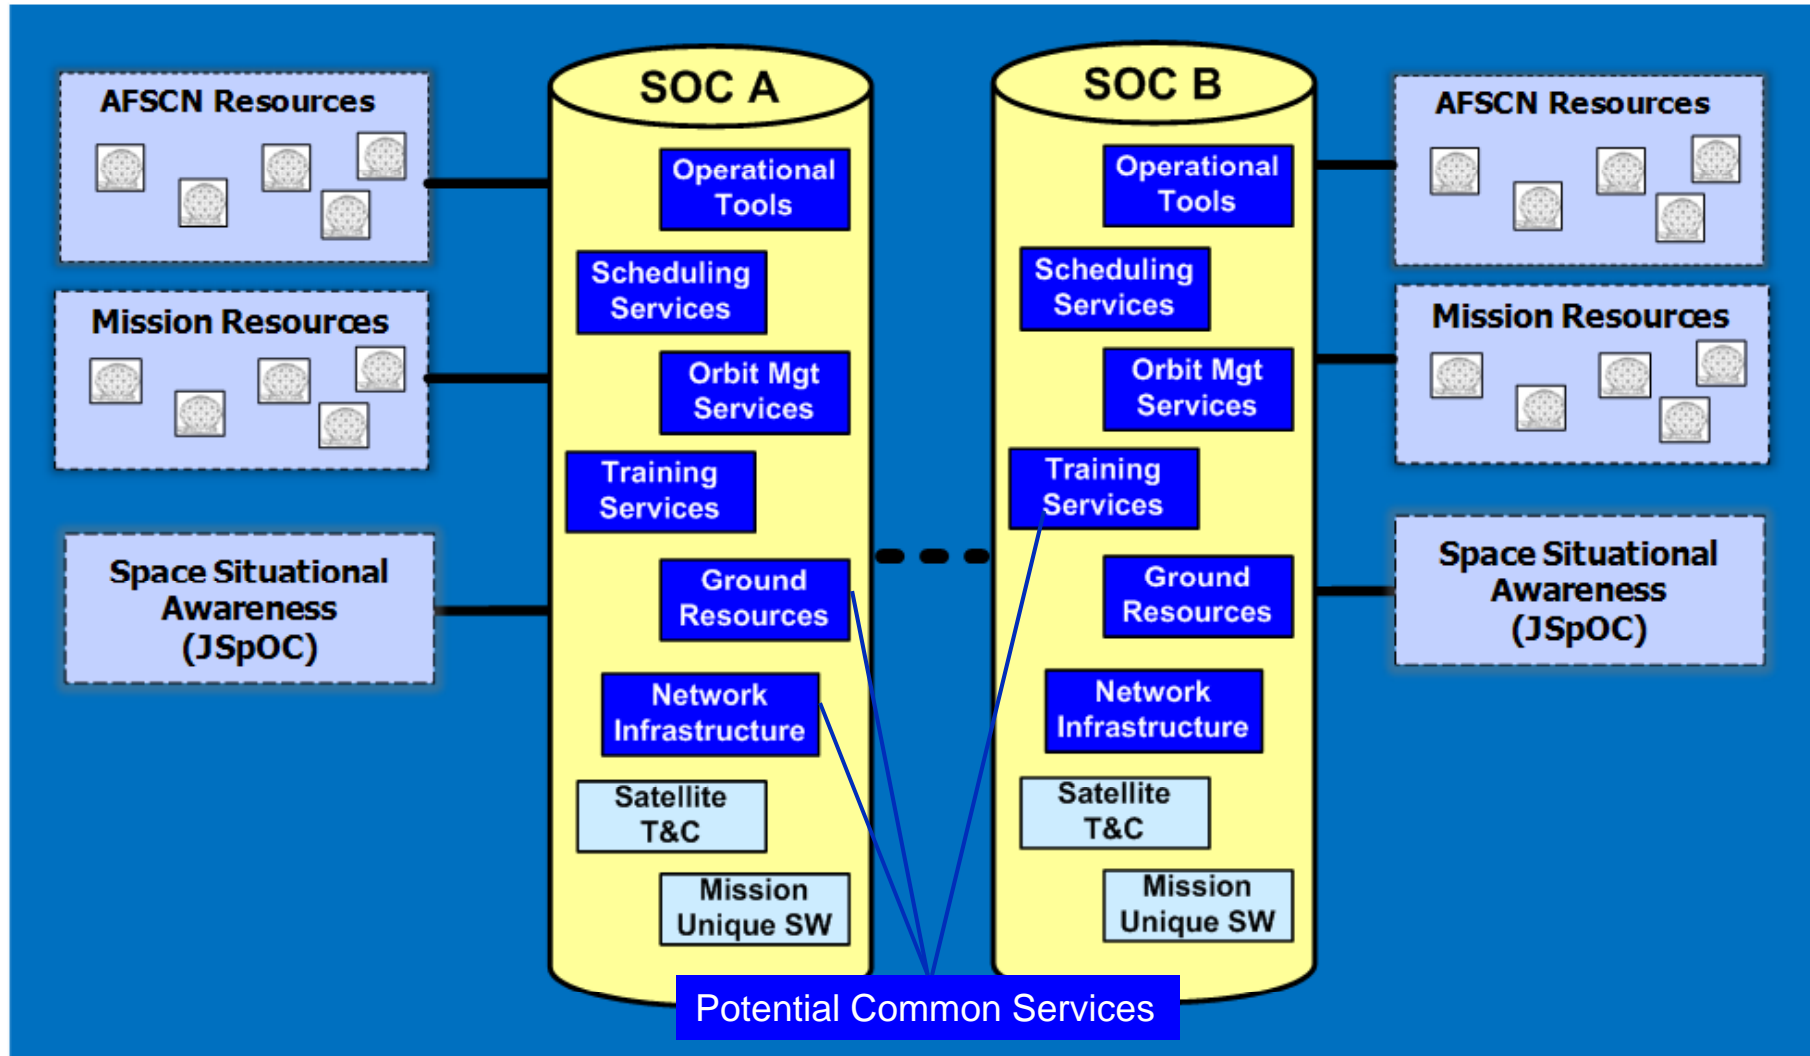 AFSCN Resources
Mission Resources
Space Situational
Awareness
(JSpOC)
SOC A
Operational
Tools
Scheduling
Services
Orbit Mgt
Services
Training
Services
Ground
Resources
Network
Infrastructure
Satellite
T&C
Mission
Unique SW
SOC B
Operational
Tools
Scheduling
Services
Orbit Mgt
Services
Training
Services
Ground
Resources
Network
Infrastructure
Satellite
T&C
Mission
Unique SW
AFSCN Resources
Mission Resources
Space Situational
Awareness
(JSpOC)
Potential Common Services